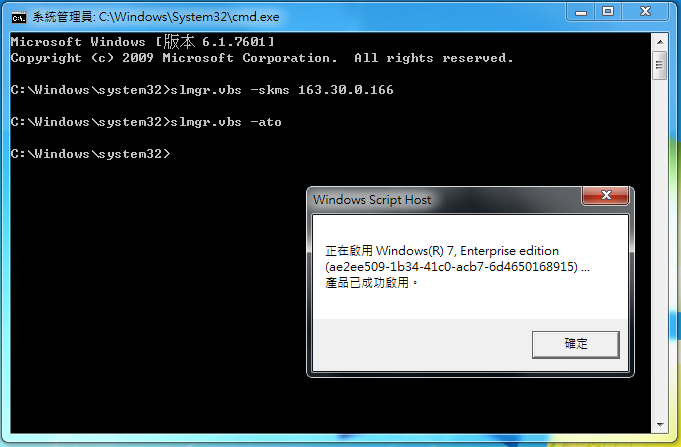 系統管理員: C:\Windows\System32\cmd.exe
Microsoft Windows [版本 6.1.7601]
Copyright (c) 2009 Microsoft Corporation.  All rights reserved.
C:\Windows\system32>slmgr.vbs -skms 163.30.0.166
C:\Windows\system32>slmgr.vbs -ato
C:\Windows\system32>
Windows Script Host
正在啟用 Windows(R) 7, Enterprise edition
(ae2ee509-1b34-41c0-acb7-6d4650168915) ...
產品已成功啟用。
確定